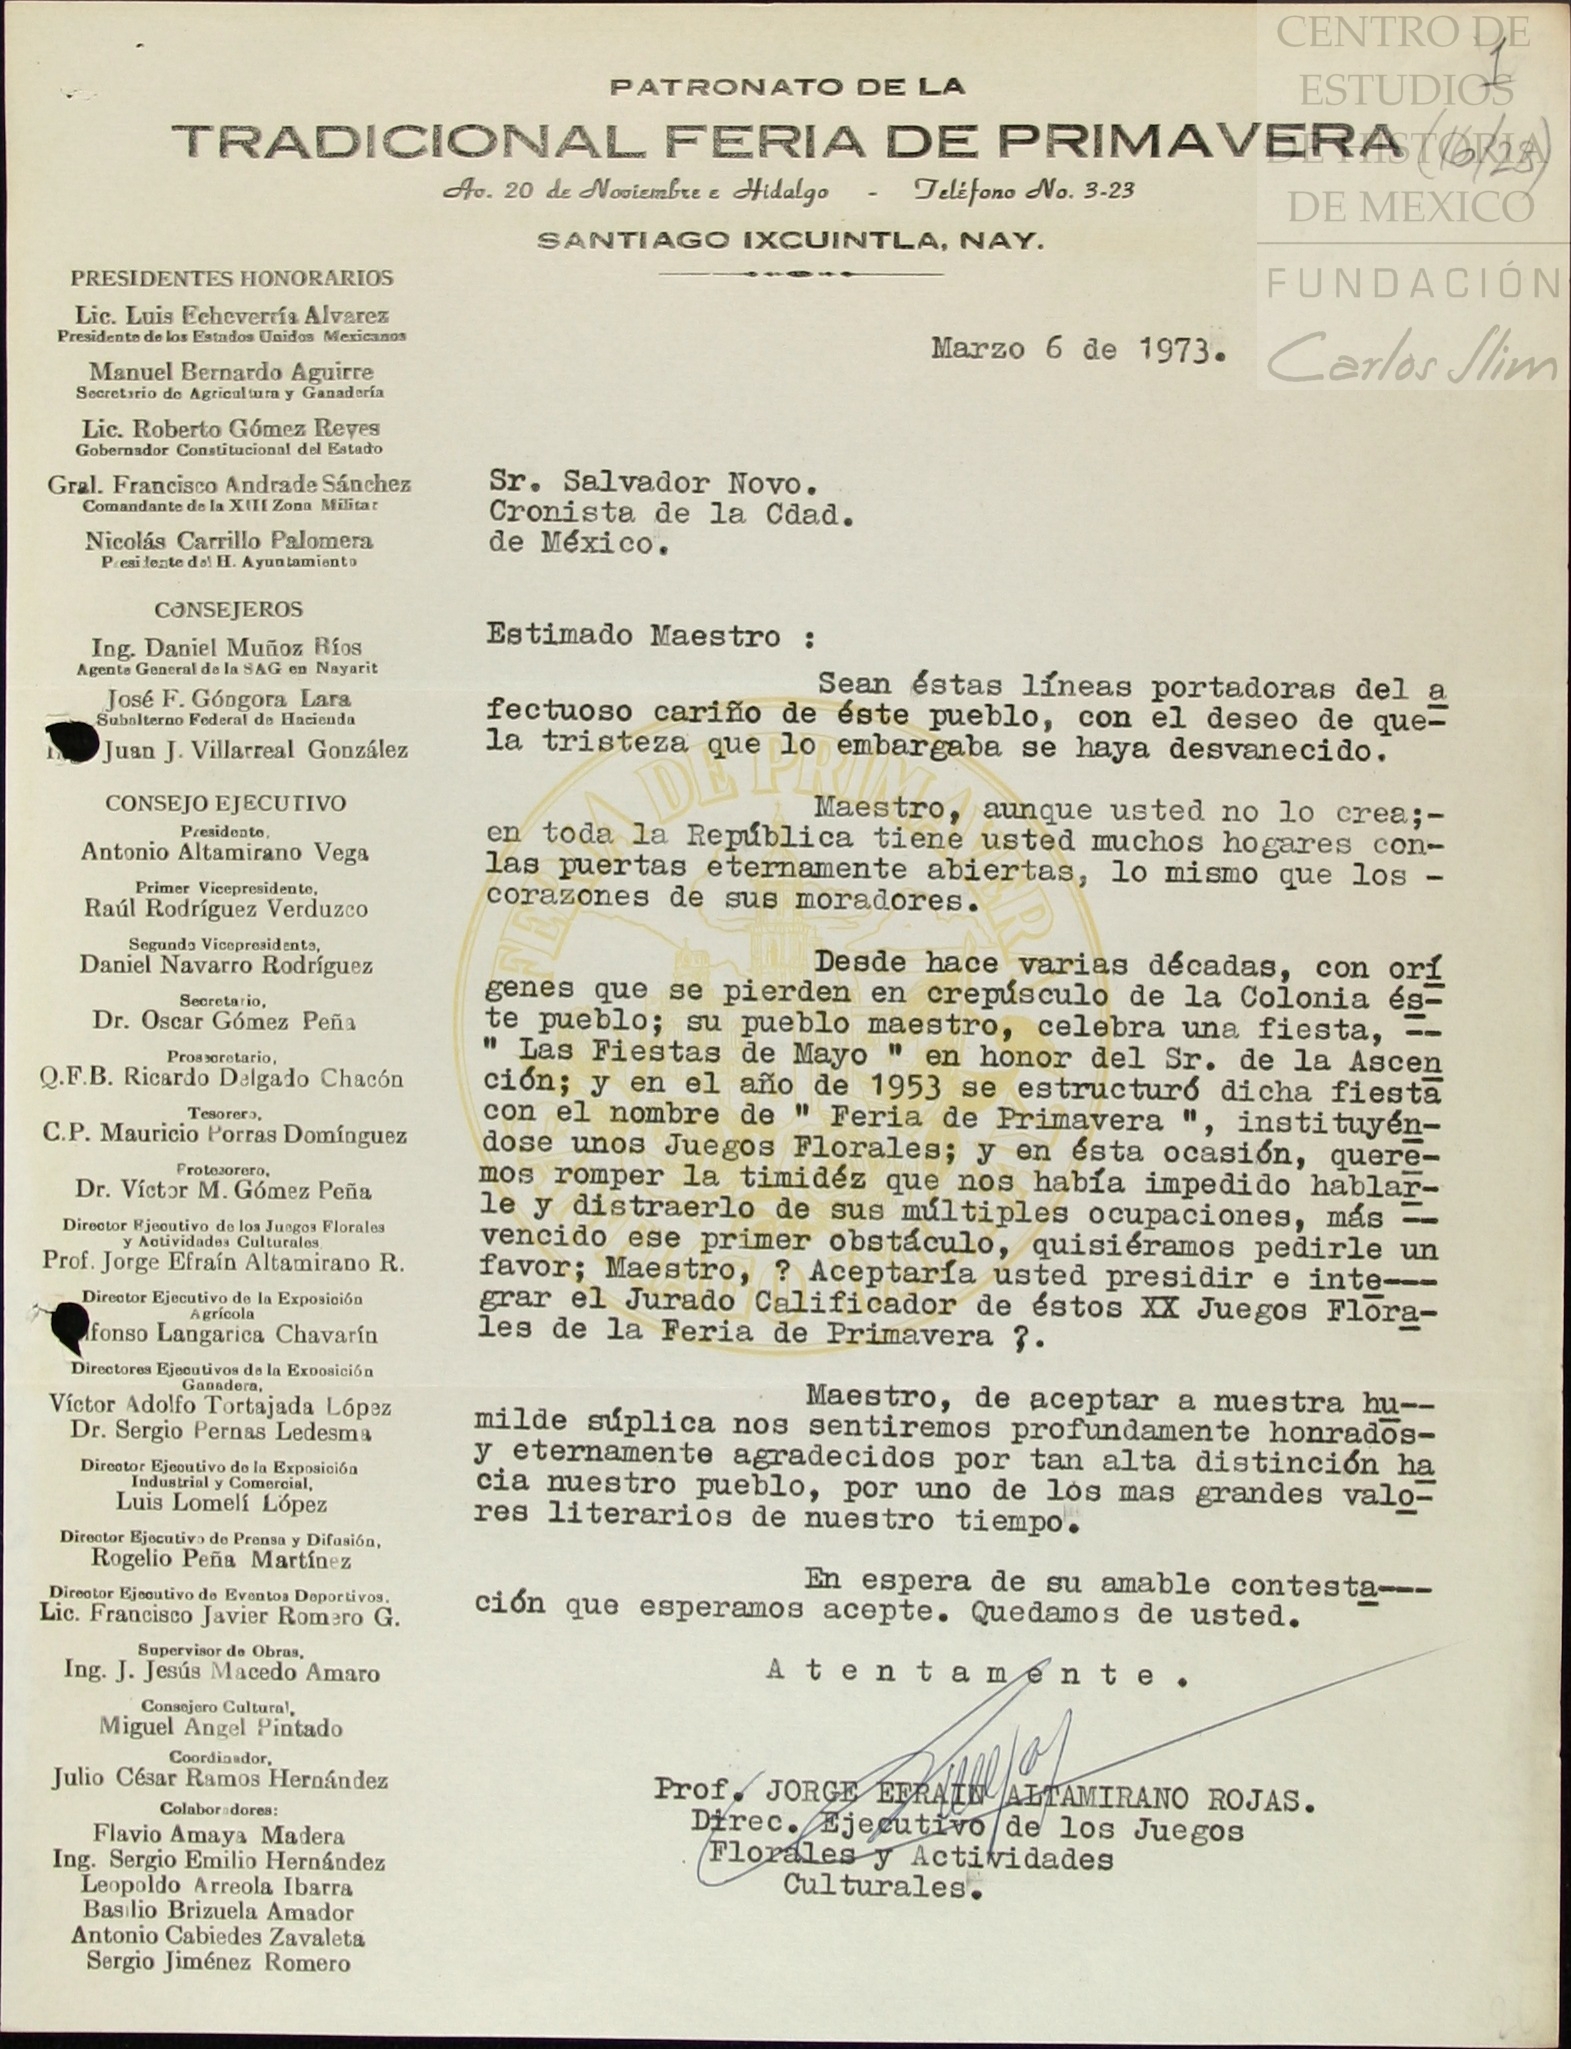 CENTRO DE
ESTUDIOS
DE HISTORIA
DE MEXICO
FUNDACIÓN
Carlos Slim
1
(16/23)
PATRONATO DE LA
TRADICIONAL FERIA DE PRIMAVERA
Av. 20 de Noviembre e Hidalgo - Teléfono No. 3-23
SANTIAGO IXCUINTLA, NAY.
PRESIDENTES HONORARIOS
Lic. Luis Echeverría Alvarez
Presidente de los Estados Unidos Mexicanos
Manuel Bernardo Aguirre
Secretario de Agricultura y Ganadería
Lic. Roberto Gómez Reyes
Gobernador Constitucional del Estado
Gral. Francisco Andrade Sánchez
Comandante de la XIII Zona Militar
Nicolás Carrillo Palomera
Presidente del H. Ayuntamiento
CONSEJEROS
Ing. Daniel Muñoz Ríos
Agente General de la SAG en Nayarit
José F. Góngora Lara
Subalterno Federal de Hacienda
Juan J. Villarreal González
CONSEJO EJECUTIVO
Presidente,
Antonio Altamirano Vega
Primer Vicepresidente,
Raúl Rodríguez Verduzco
Segundo Vicepresidente,
Daniel Navarro Rodríguez
Secretario,
Dr. Oscar Gómez Peña
Prosecretario,
Q.F.B. Ricardo Delgado Chacón
Tesorero,
C.P. Mauricio Porras Domínguez
Protesorero,
Dr. Víctor M. Gómez Peña
Director Ejecutivo de los Juegos Florales
y Actividades Culturales
Prof. Jorge Efraín Altamirano R.
Director Ejecutivo de la Exposición
Agrícola
lfonso Langarica Chavarín
Directores Ejecutivos de la Exposición
Ganadera,
Víctor Adolfo Tortajada López
Dr. Sergio Pernas Ledesma
Director Ejecutivo de la Exposición
Industrial y Comercial,
Luis Lomelí López
Director Ejecutivo de Prensa y Difusión,
Rogelio Peña Martínez
Director Ejecutivo de Eventos Deportivos.
Lic. Francisco Javier Romero G.
Supervisor de Obras,
Ing. J. Jesús Macedo Amaro
Consejero Cultural,
Miguel Angel Pintado
Coordinador,
Julio César Ramos Hernández
Colaboradores:
Flavio Amaya Madera
Ing. Sergio Emilio Hernández
Leopoldo Arreola Ibarra
Basilio Brizuela Amador
Antonio Cabiedes Zavaleta
Sergio Jiménez Romero
Marzo 6 de 1973.
Sr. Salvador Novo.
Cronista de la Cdad.
de México.
Estimado Maestro :
Sean éstas líneas portadoras del a
fectuoso cariño de éste pueblo, con el deseo de que-
la tristeza que lo embargaba se haya desvanecido.
Maestro, aunque usted no lo crea;-
en toda la República tiene usted muchos hogares con-
las puertas eternamente abiertas, lo mismo que los -
corazones de sus moradores.
Desde hace varias décadas, con orí
genes que se pierden en crepúsculo de la Colonia és-
te pueblo; su pueblo maestro, celebra una fiesta, --
" Las Fiestas de Mayo " en honor del Sr. de la Ascen
ción; y en el año de 1953 se estructuró dicha fiesta
con el nombre de " Feria de Primavera ", instituyén-
dose unos Juegos Florales; y en ésta ocasión, quere-
mos romper la timidéz que nos había impedido hablar-
le y distraerlo de sus múltiples ocupaciones, más --
vencido ese primer obstáculo, quisiéramos pedirle un
favor; Maestro, ? Aceptaría usted presidir e inte---
grar el Jurado Calificador de éstos XX Juegos Flora-
les de la Feria de Primavera ?.
Maestro, de aceptar a nuestra hu--
milde súplica nos sentiremos profundamente honrados-
y eternamente agradecidos por tan alta distinción ha
cia nuestro pueblo, por uno de los mas grandes valo-
res literarios de nuestro tiempo.
En espera de su amable contesta---
ción que esperamos acepte. Quedamos de usted.
A t e n t a m e n t e .
Prof. JORGE EFRAIN ALTAMIRANO ROJAS.
Direc. Ejecutivo de los Juegos
Florales y Actividades
Culturales.
FERIA DE PRIMAVERA